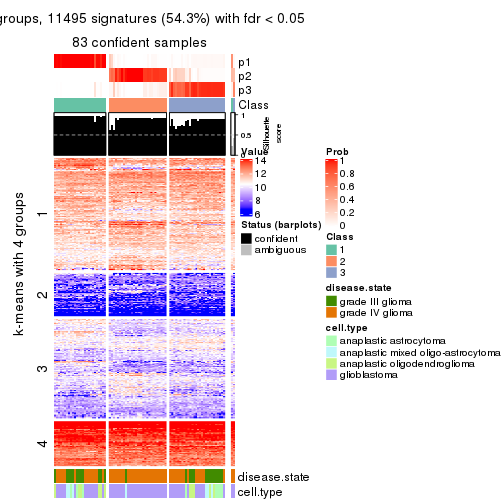 groups, 11495 signatures (54.3%) with fdr < 0.05
83 confident samples
p1
p2
p3
Class
1
0.5
0
Silhouette
score
k-means with 4 groups
1
2
3
4
disease.state
cell.type
Value
14
12
10
8
6
Status (barplots)
confident
ambiguous
Prob
1
0.8
0.6
0.4
0.2
0
Class
1
2
3
disease.state
grade III glioma
grade IV glioma
cell.type
anaplastic astrocytoma
anaplastic mixed oligo-astrocytoma
anaplastic oligodendroglioma
glioblastoma